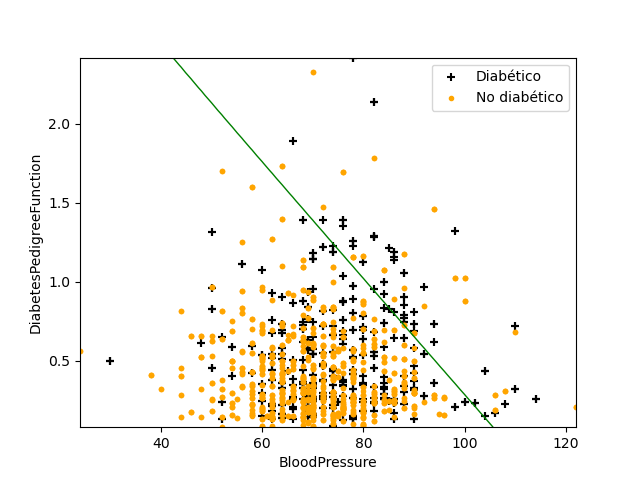 Diabético
No diabético
2.0
1.5
1.0
0.5
DiabetesPedigreeFunction
40 60 80 100 120
BloodPressure